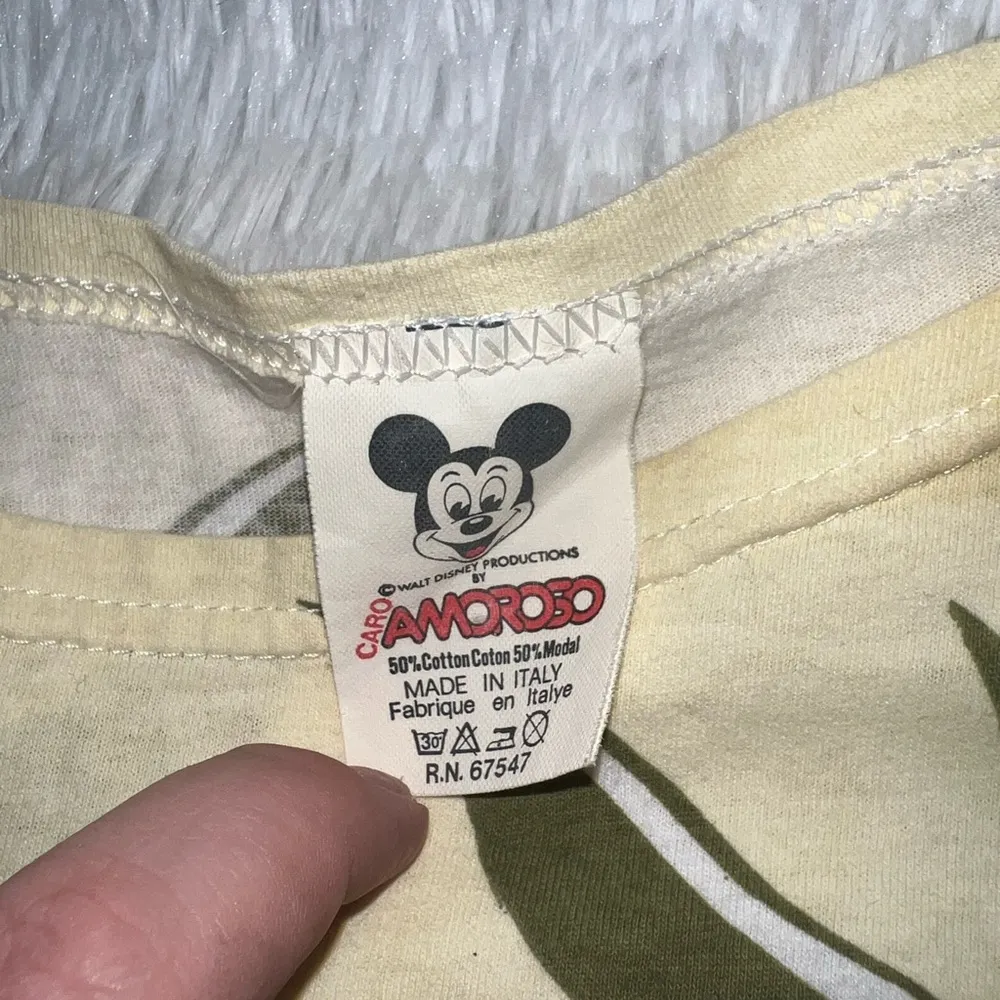 © WALT DISNEY PRODUCTIONS
BY
CARO AMOROSO
50% Cotton Coton 50% Modal
MADE IN ITALY
Fabrique en Italye
30°
R.N. 67547